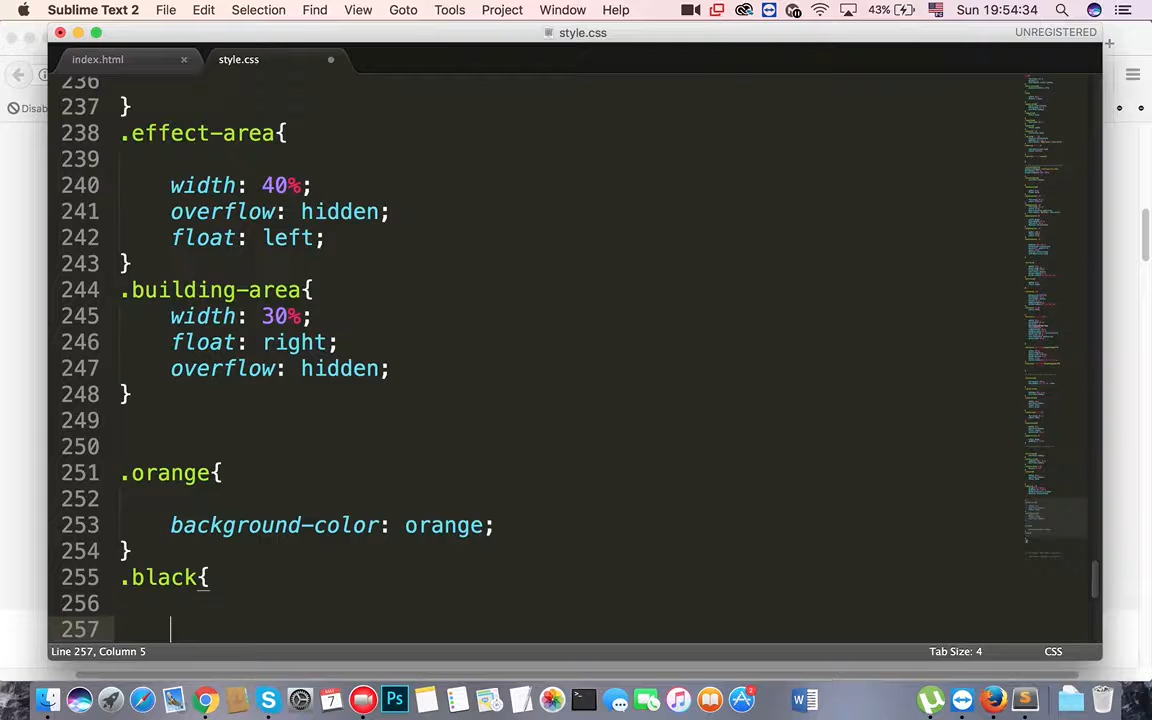 Sublime Text 2 File Edit Selection Find View Goto Tools Project Window Help 43% Sun 19:54:34
style.css UNREGISTERED
index.html × style.css
Disab
236
237 }
238 .effect-area{
239
240 width: 40%;
241 overflow: hidden;
242 float: left;
243 }
244 .building-area{
245 width: 30%;
246 float: right;
247 overflow: hidden;
248 }
249
250
251 .orange{
252
253 background-color: orange;
254 }
255 .black{
256
257
Line 257, Column 5 Tab Size: 4 CSS